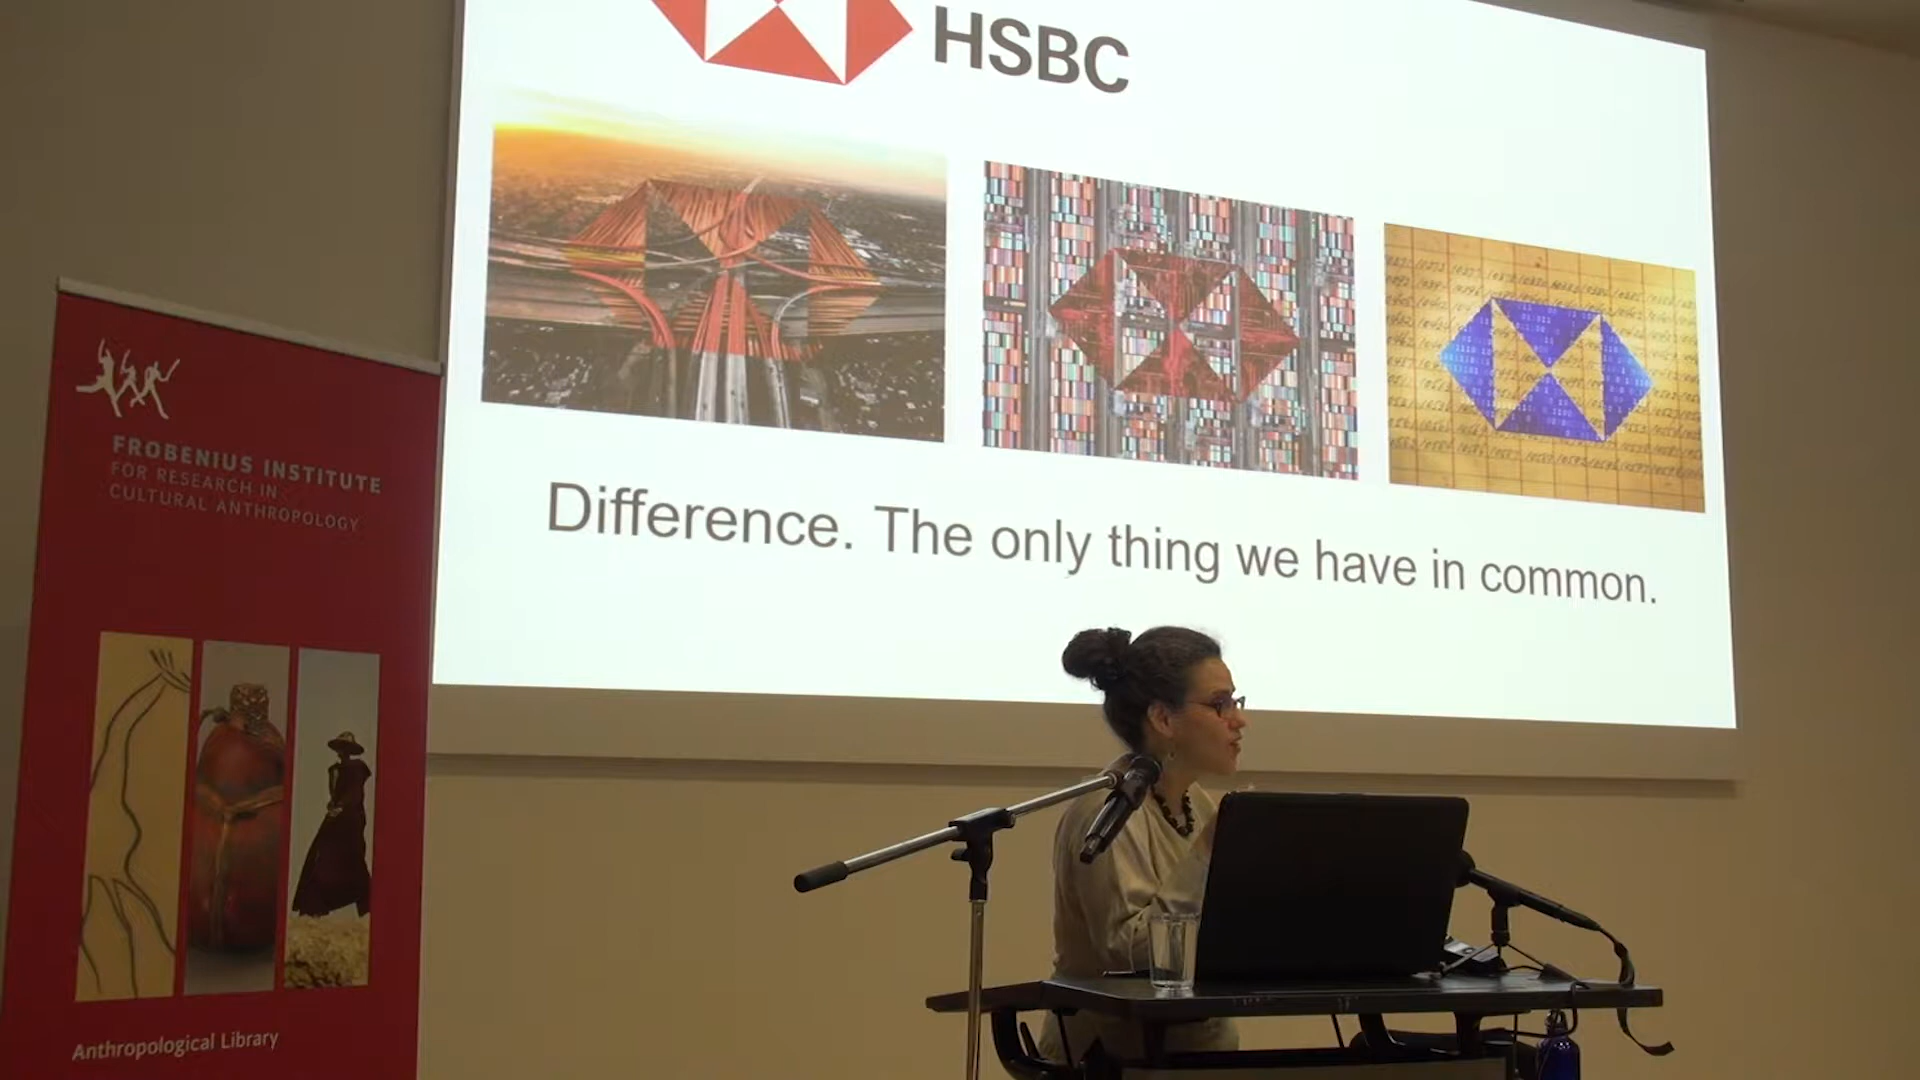 HSBC
Difference. The only thing we have in common.
FROBENIUS INSTITUTE
FOR RESEARCH IN
CULTURAL ANTHROPOLOGY
Anthropological Library